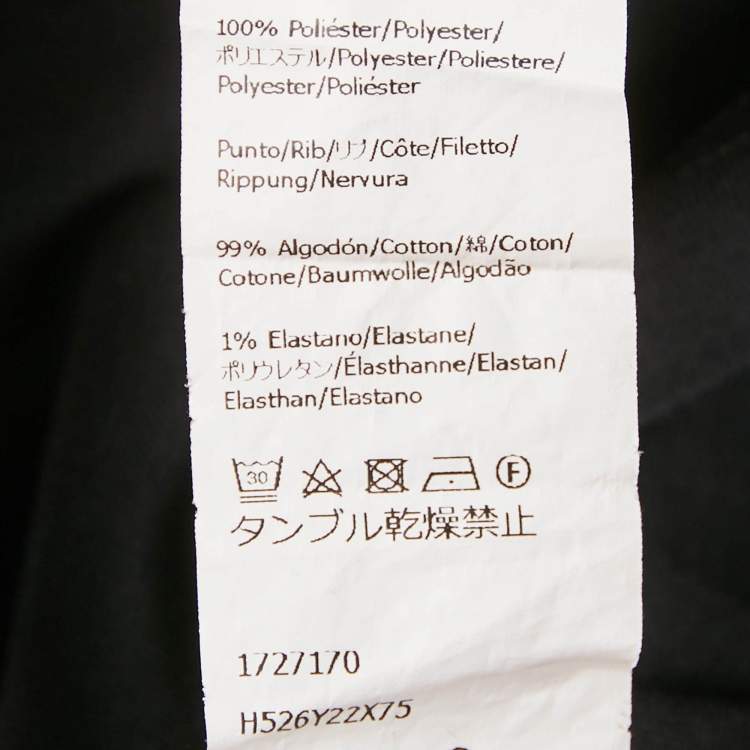 100% Poliéster/Polyester/
ポリエステル/Polyester/Poliestere/
Polyester/Poliéster
Punto/Rib/リブ/Côte/Filetto/
Rippung/Nervura
99% Algodón/Cotton/綿/Coton/
Cotone/Baumwolle/Algodão
1% Elastano/Elastane/
ポリウレタン/Élasthanne/Elastan/
Elasthan/Elastano
30 F
タンブル乾燥禁止
1727170
H526Y22X75